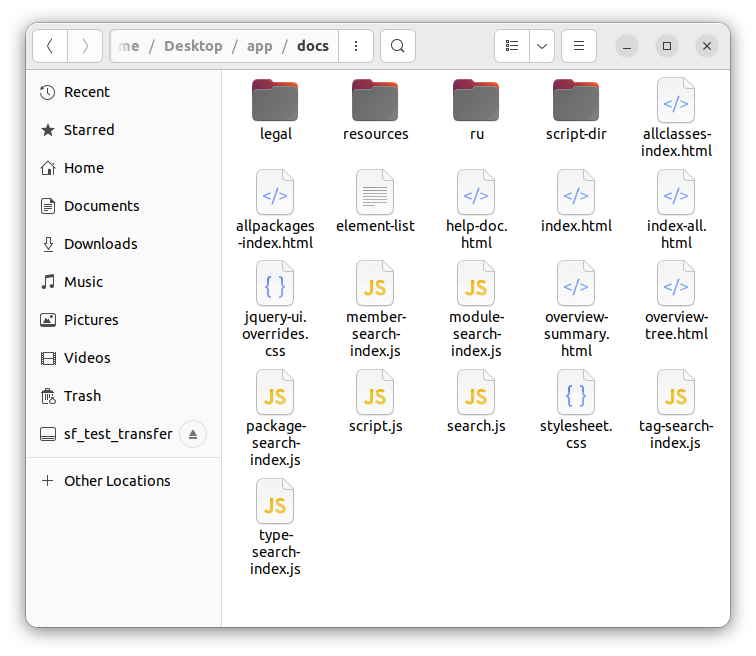 me / Desktop / app / docs
Recent
Starred
Home
Documents
Downloads
Music
Pictures
Videos
Trash
sf_test_transfer
Other Locations
legal
resources
ru
script-dir
allclasses-
index.html
allpackages
-index.html
element-list
help-doc.
html
index.html
index-all.
html
jquery-ui.
overrides.
css
member-
search-
index.js
module-
search-
index.js
overview-
summary.
html
overview-
tree.html
JS
package-
search-
index.js
JS
script.js
JS
search.js
stylesheet.
css
JS
tag-search-
index.js
JS
type-
search-
index.js